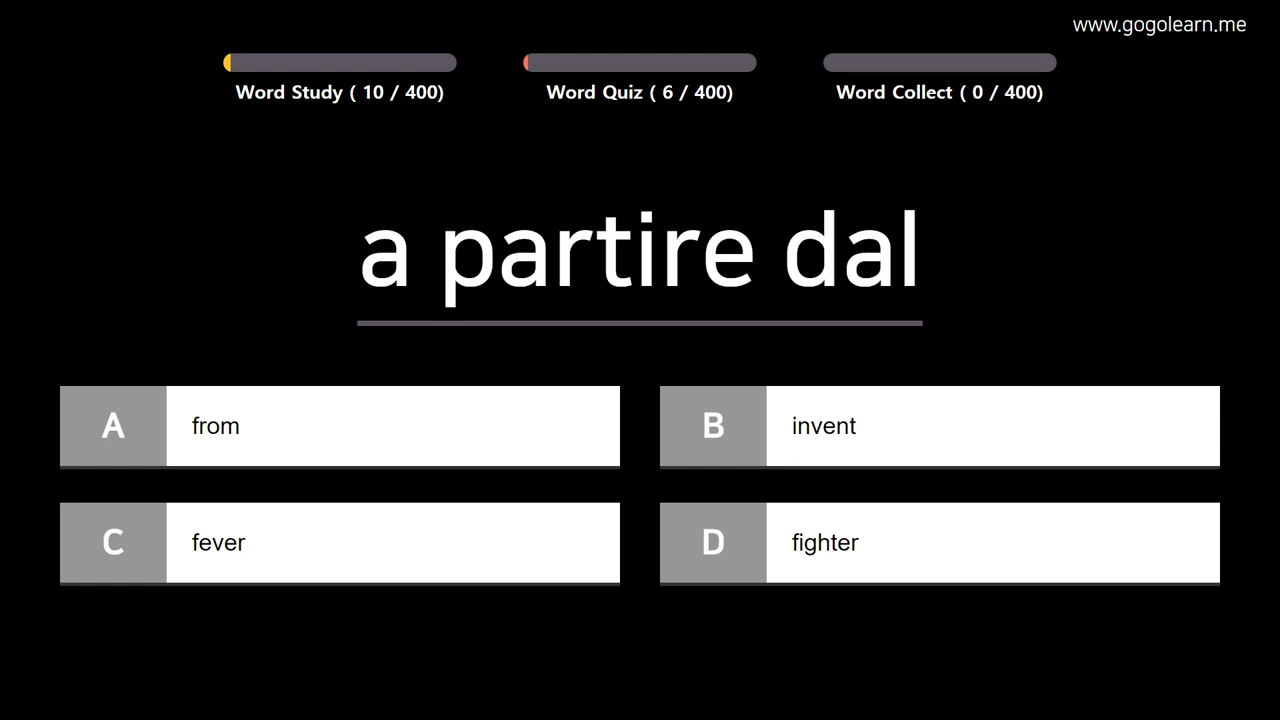 www.gogolearn.me
Word Study ( 10 / 400)
Word Quiz ( 6 / 400)
Word Collect ( 0 / 400)
a partire dal
A from
B invent
C fever
D fighter